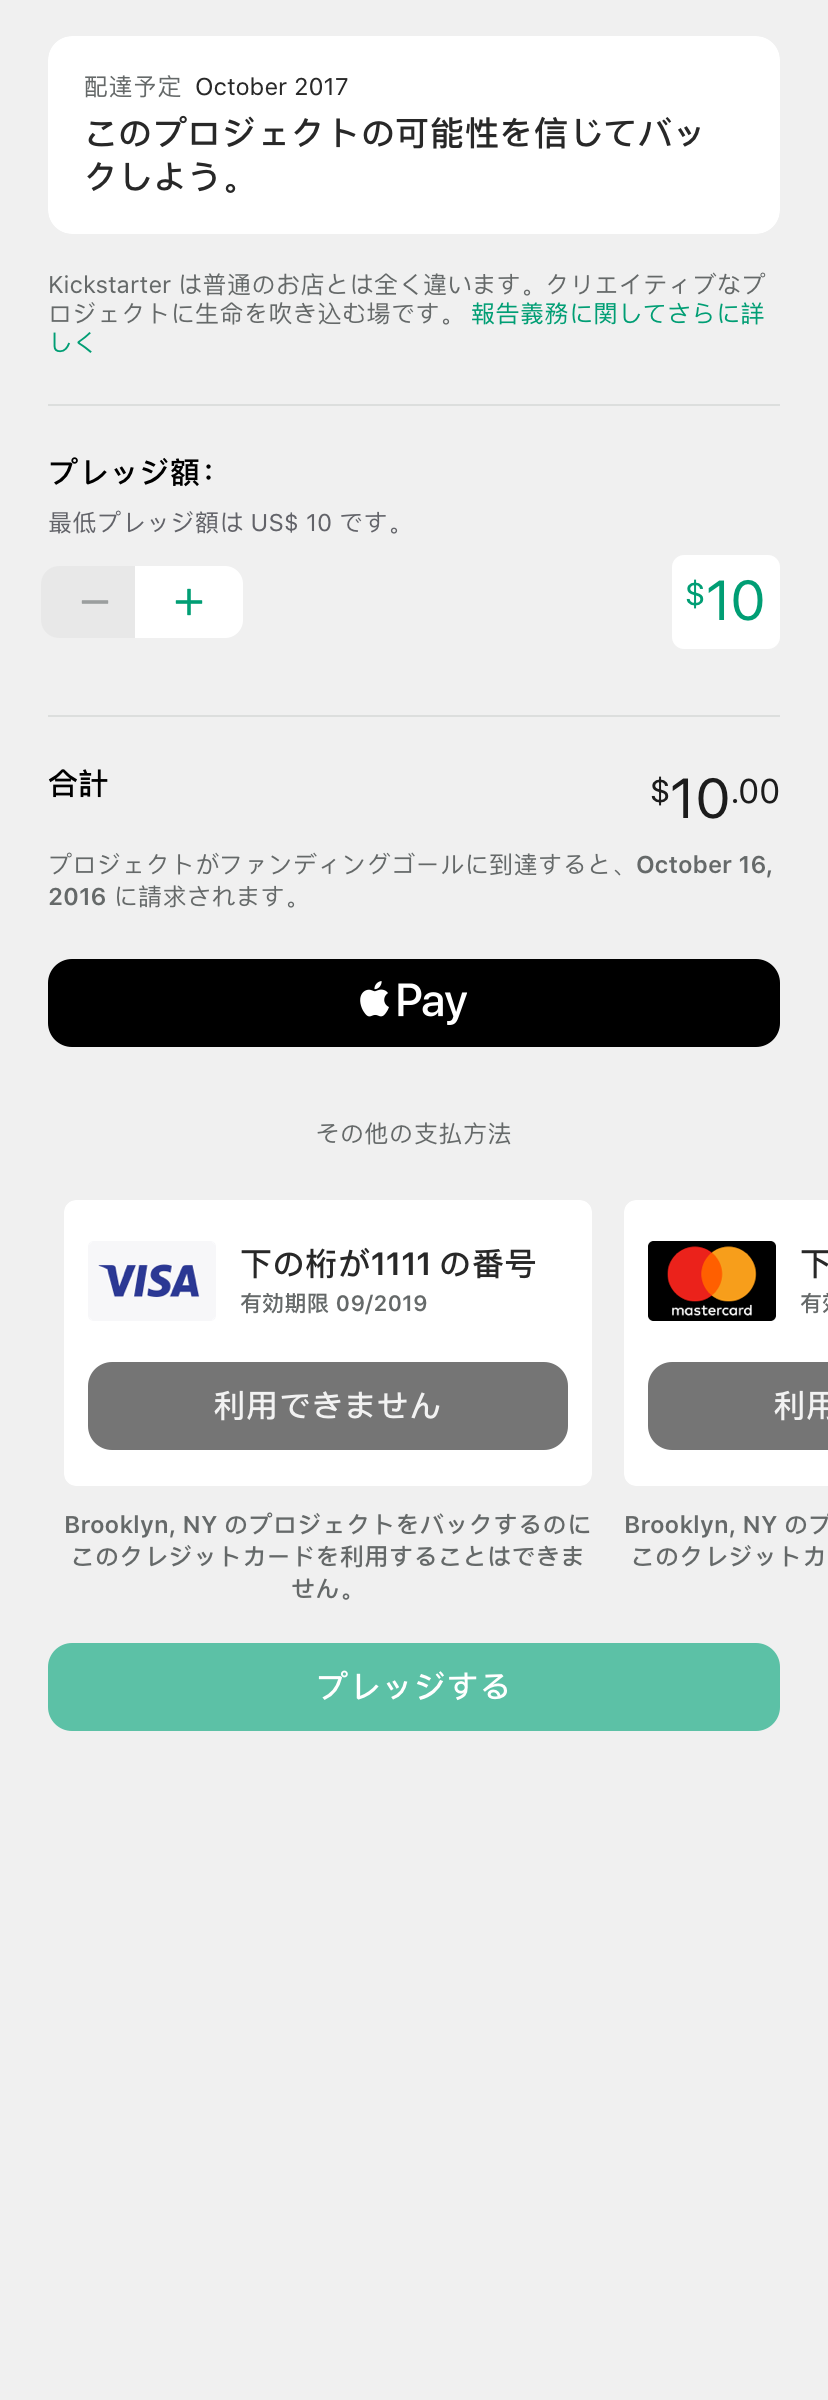 配達予定 October 2017
このプロジェクトの可能性を信じてバッ
クしよう。
Kickstarter は普通のお店とは全く違います。クリエイティブなプ
ロジェクトに生命を吹き込む場です。 報告義務に関してさらに詳
しく
プレッジ額:
最低プレッジ額は US$ 10 です。
− +
$10
合計
$10.00
プロジェクトがファンディングゴールに到達すると、October 16,
2016 に請求されます。
Pay
その他の支払方法
VISA
下の桁が1111 の番号
有効期限 09/2019
利用できません
Brooklyn, NY のプロジェクトをバックするのに
このクレジットカードを利用することはできま
せん。
mastercard
下
有効
利用
Brooklyn, NY のプ
このクレジットカ
プレッジする